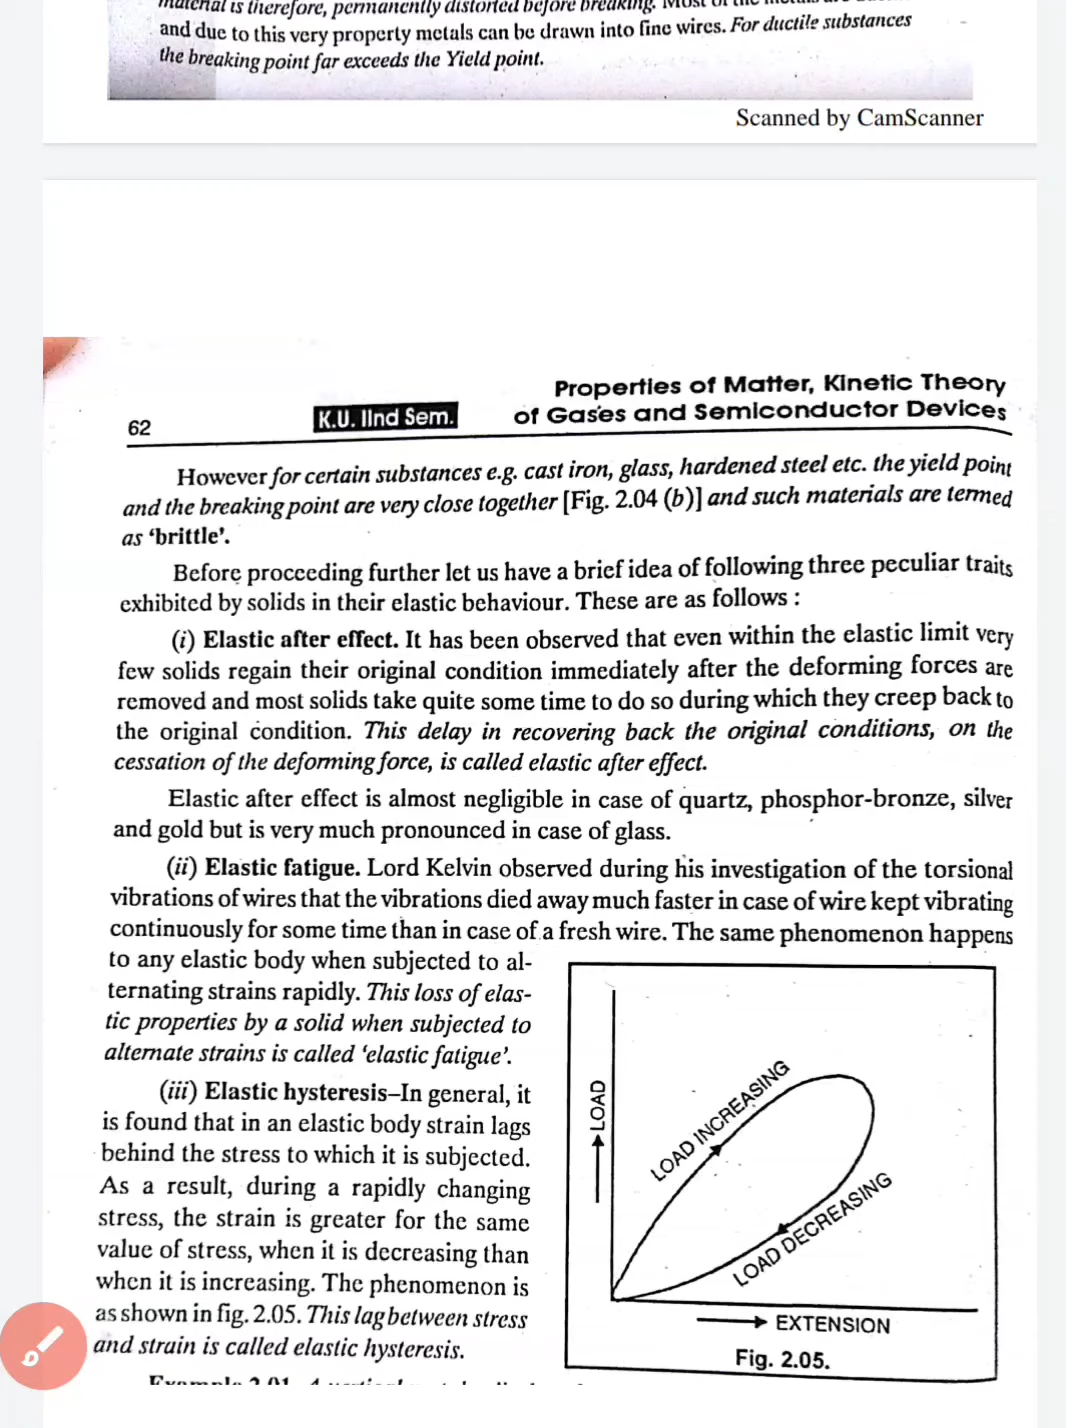 material is therefore, permanently distorted before breaking. Most of the
and due to this very property metals can be drawn into fine wires. For ductile substances
the breaking point far exceeds the Yield point.
Scanned by CamScanner
Properties of Matter, Kinetic Theory
62 K.U. IInd Sem. of Gases and Semiconductor Devices
However for certain substances e.g. cast iron, glass, hardened steel etc. the yield point
and the breaking point are very close together [Fig. 2.04 (b)] and such materials are termed
as ‘brittle’.
Before proceeding further let us have a brief idea of following three peculiar traits
exhibited by solids in their elastic behaviour. These are as follows :
(i) Elastic after effect. It has been observed that even within the elastic limit very
few solids regain their original condition immediately after the deforming forces are
removed and most solids take quite some time to do so during which they creep back to
the original condition. This delay in recovering back the original conditions, on the
cessation of the deforming force, is called elastic after effect.
Elastic after effect is almost negligible in case of quartz, phosphor-bronze, silver
and gold but is very much pronounced in case of glass.
(ii) Elastic fatigue. Lord Kelvin observed during his investigation of the torsional
vibrations of wires that the vibrations died away much faster in case of wire kept vibrating
continuously for some time than in case of a fresh wire. The same phenomenon happens
to any elastic body when subjected to al-
ternating strains rapidly. This loss of elas-
tic properties by a solid when subjected to
alternate strains is called ‘elastic fatigue’.
(iii) Elastic hysteresis–In general, it
is found that in an elastic body strain lags
behind the stress to which it is subjected.
As a result, during a rapidly changing
stress, the strain is greater for the same
value of stress, when it is decreasing than
when it is increasing. The phenomenon is
as shown in fig. 2.05. This lag between stress
and strain is called elastic hysteresis.
LOAD
LOAD INCREASING
LOAD DECREASING
EXTENSION
Fig. 2.05.
Example 2.01. A vertical